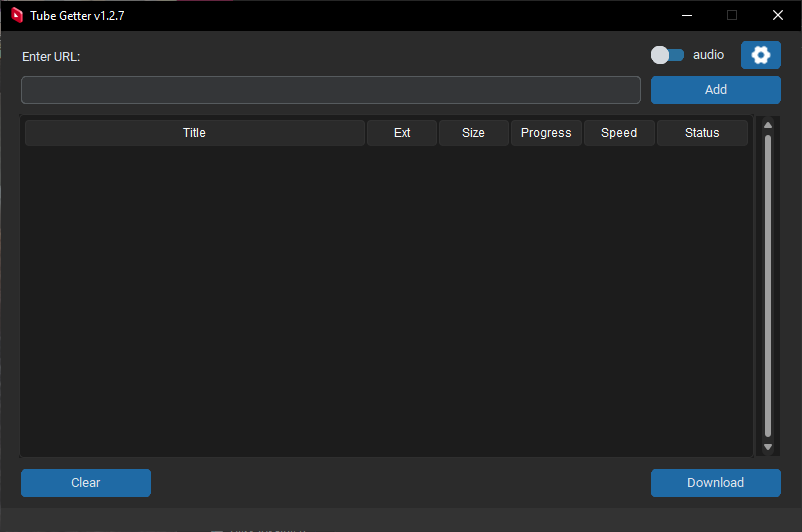 Tube Getter v1.2.7
Enter URL:
audio
Add
Title Ext Size Progress Speed Status
Clear
Download